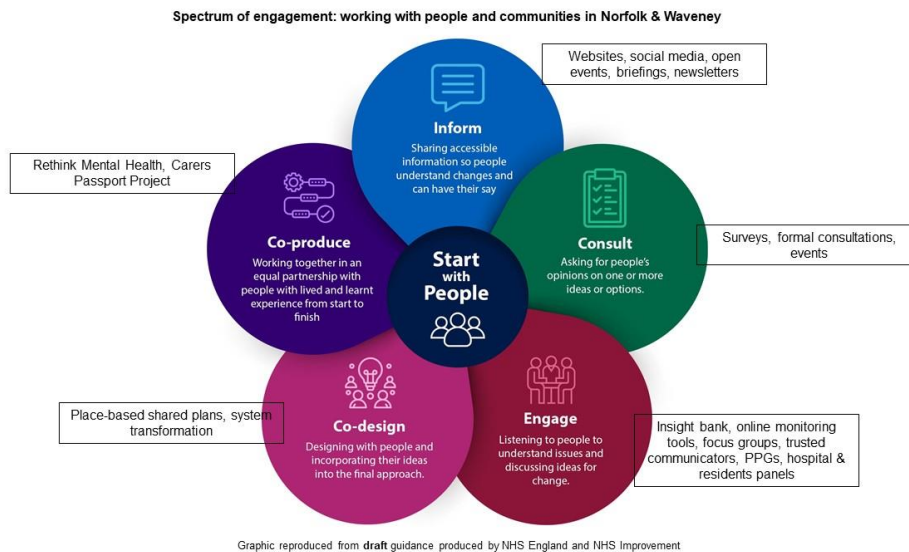 Spectrum of engagement: working with people and communities in Norfolk & Waveney
Websites, social media, open
events, briefings, newsletters
Inform
Sharing accessible
information so people
understand changes and
can have their say
Rethink Mental Health, Carers
Passport Project
Co-produce
Working together in an
equal partnership with
people with lived and learnt
experience from start to
finish
Start
with
People
Consult
Asking for people's
opinions on one or more
ideas or options.
Surveys, formal consultations,
events
Place-based shared plans, system
transformation
Co-design
Designing with people and
incorporating their ideas
into the final approach.
Engage
Listening to people to
understand issues and
discussing ideas for
change.
Insight bank, online monitoring
tools, focus groups, trusted
communicators, PPGs, hospital &
residents panels
Graphic reproduced from draft guidance produced by NHS England and NHS Improvement